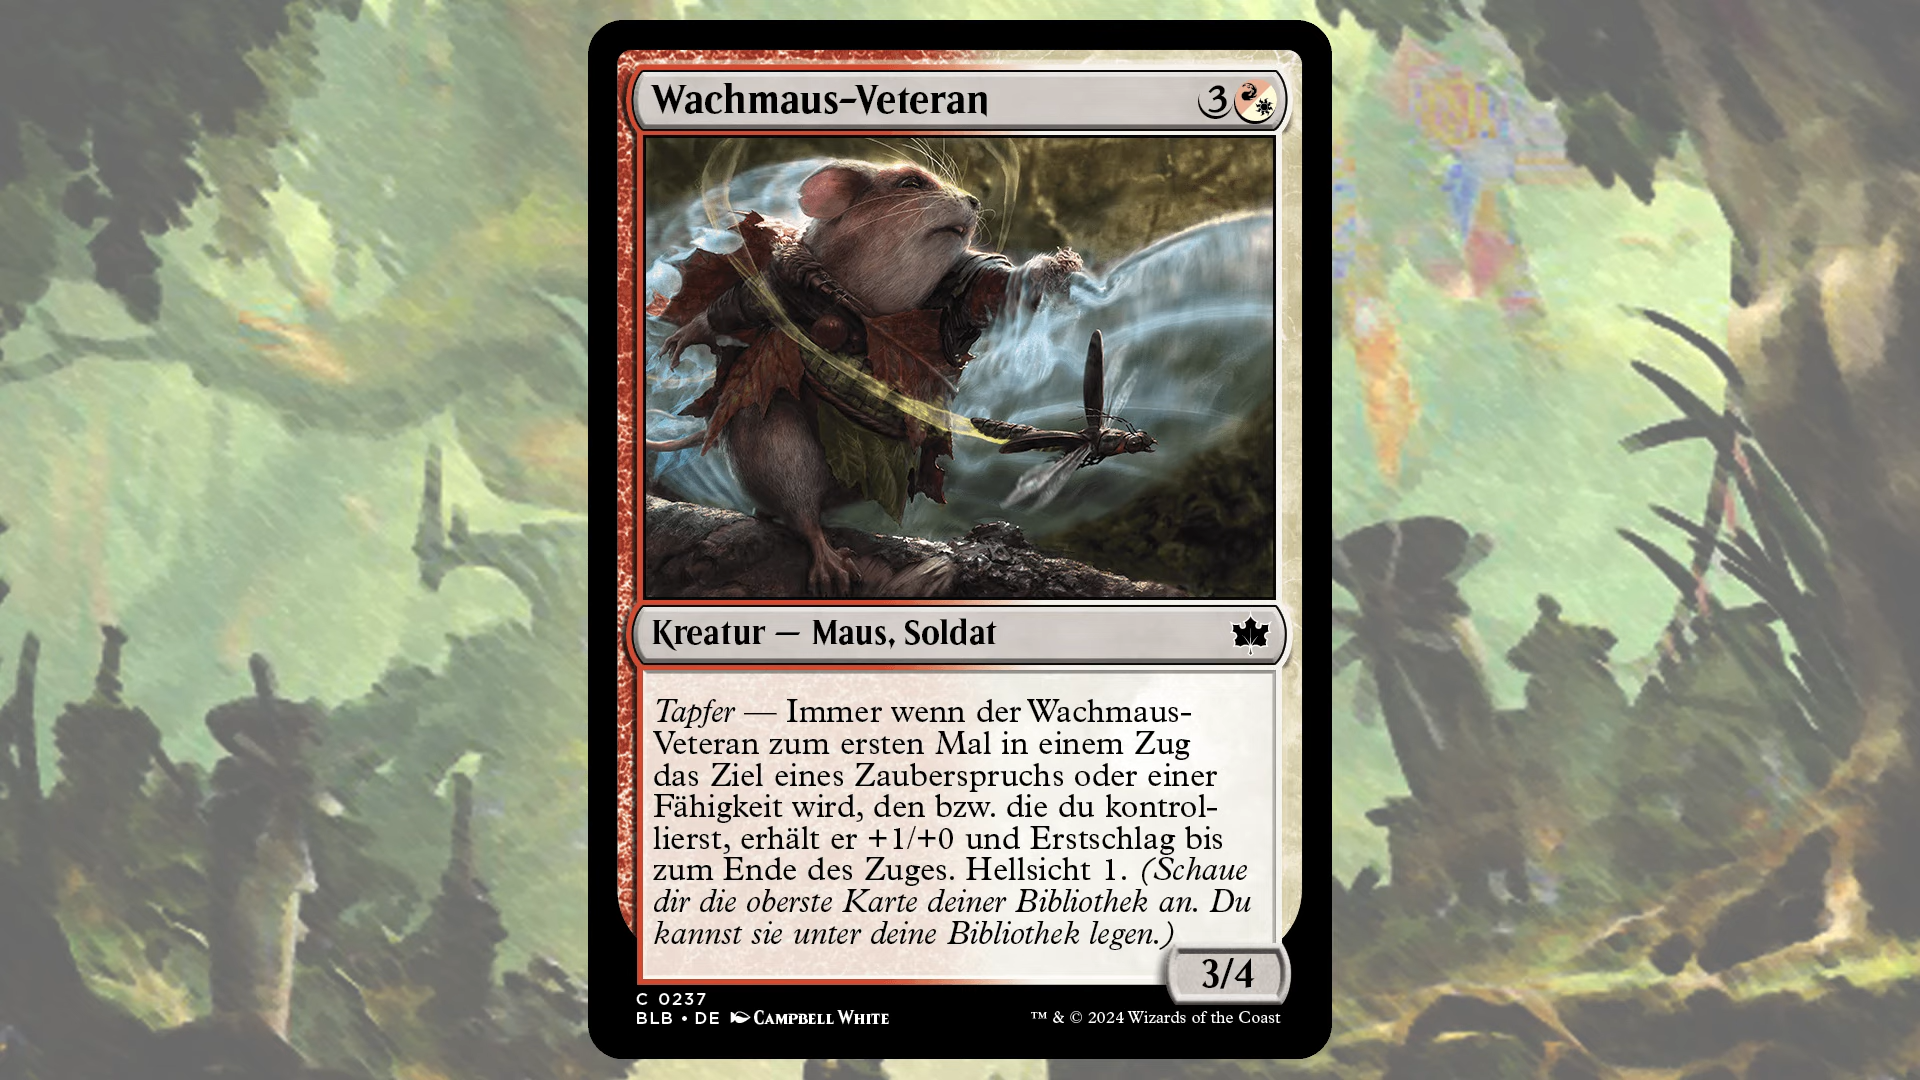 Wachmaus-Veteran
3
Kreatur — Maus, Soldat
Tapfer — Immer wenn der Wachmaus-
Veteran zum ersten Mal in einem Zug
das Ziel eines Zauberspruchs oder einer
Fähigkeit wird, den bzw. die du kontrol-
lierst, erhält er +1/+0 und Erstschlag bis
zum Ende des Zuges. Hellsicht 1. (Schaue
dir die oberste Karte deiner Bibliothek an. Du
kannst sie unter deine Bibliothek legen.)
3/4
C 0237
BLB • DE Campbell White
™ & © 2024 Wizards of the Coast